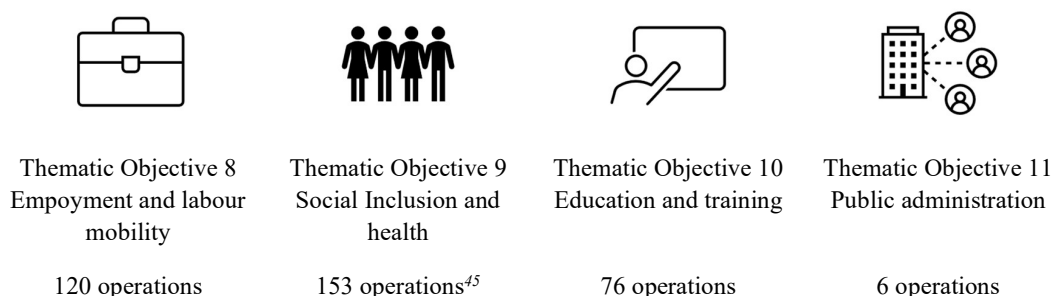 Thematic Objective 8
Empoyment and labour
mobility
120 operations
Thematic Objective 9
Social Inclusion and
health
153 operations45
Thematic Objective 10
Education and training
76 operations
Thematic Objective 11
Public administration
6 operations